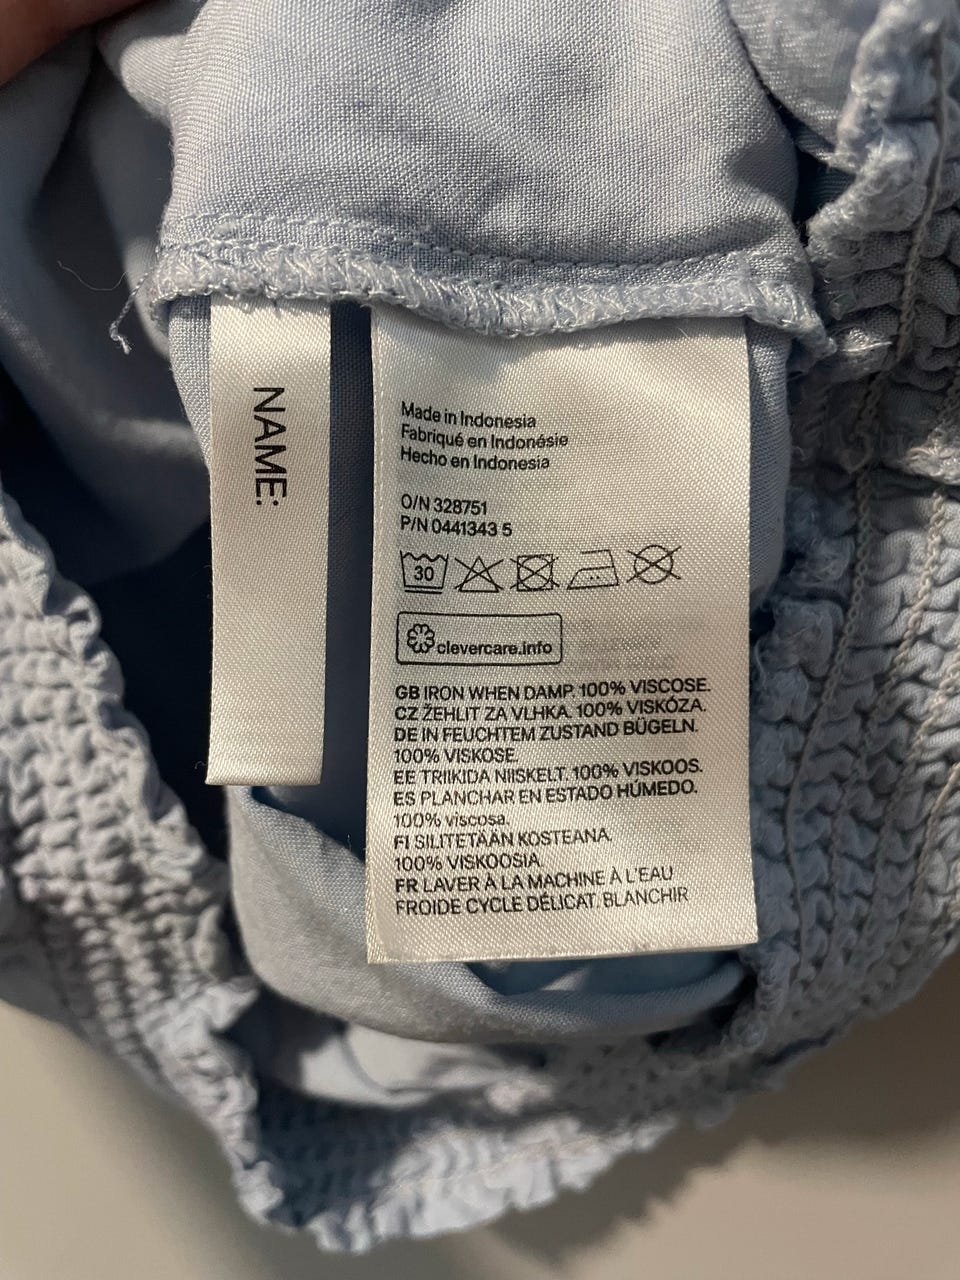 NAME:
Made in Indonesia
Fabriqué en Indonésie
Hecho en Indonesia
O/N 328751
P/N 0441343 5
30
clevercare.info
GB IRON WHEN DAMP. 100% VISCOSE.
CZ ŽEHLIT ZA VLHKA. 100% VISKÓZA.
DE IN FEUCHTEM ZUSTAND BÜGELN.
100% VISKOSE.
EE TRIIKIDA NIISKELT. 100% VISKOOS.
ES PLANCHAR EN ESTADO HÚMEDO.
100% viscosa.
FI SILITETÄÄN KOSTEANA.
100% VISKOOSIA.
FR LAVER À LA MACHINE À L'EAU
FROIDE CYCLE DÉLICAT. BLANCHIR